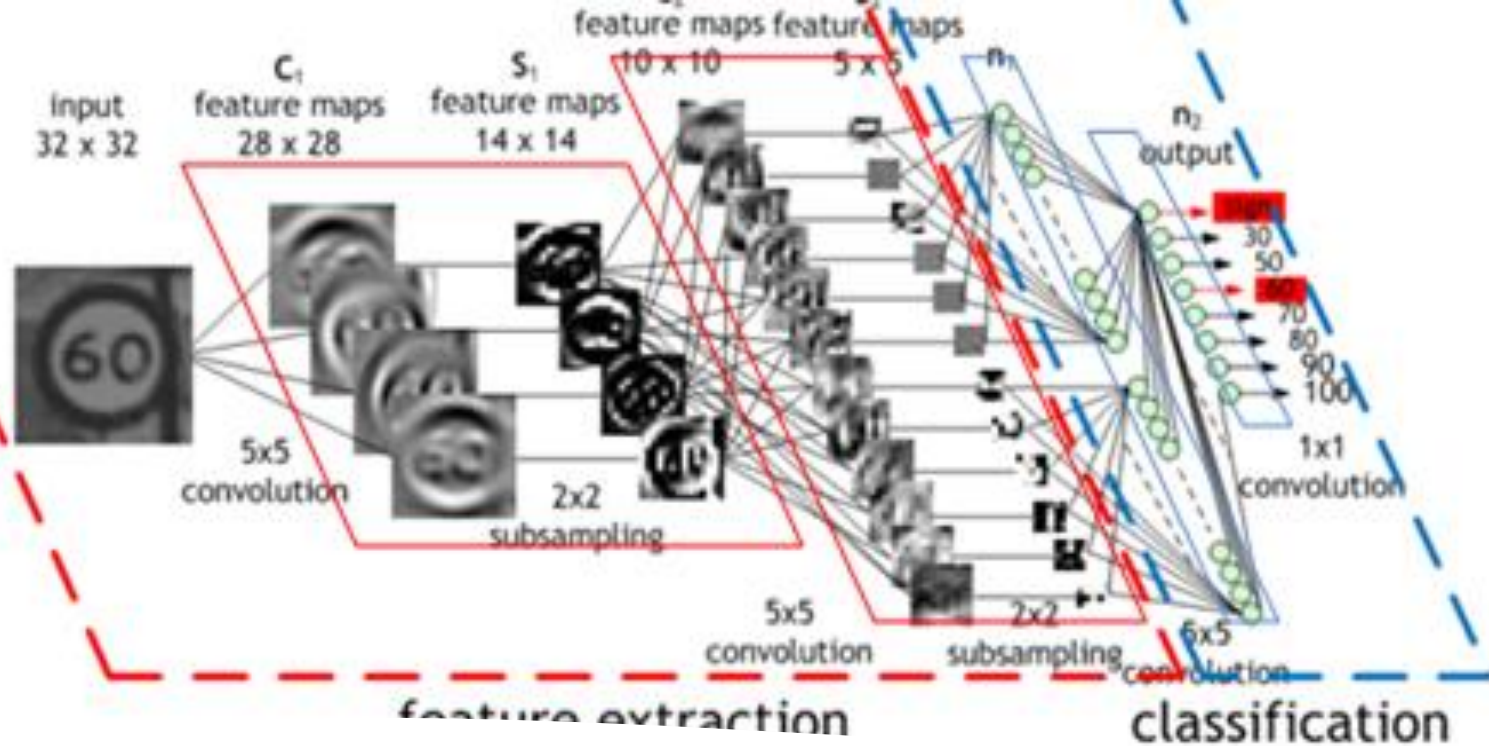 feature maps feature maps
10 x 10 5 x 5
n₁
C₁
feature maps
28 x 28
S₁
feature maps
14 x 14
input
32 x 32
n₂
output
30
50
60
70
80
90
100
60
5x5
convolution
2x2
subsampling
1x1
convolution
5x5
convolution
2x2
subsampling
5x5
convolution
feature extraction
classification